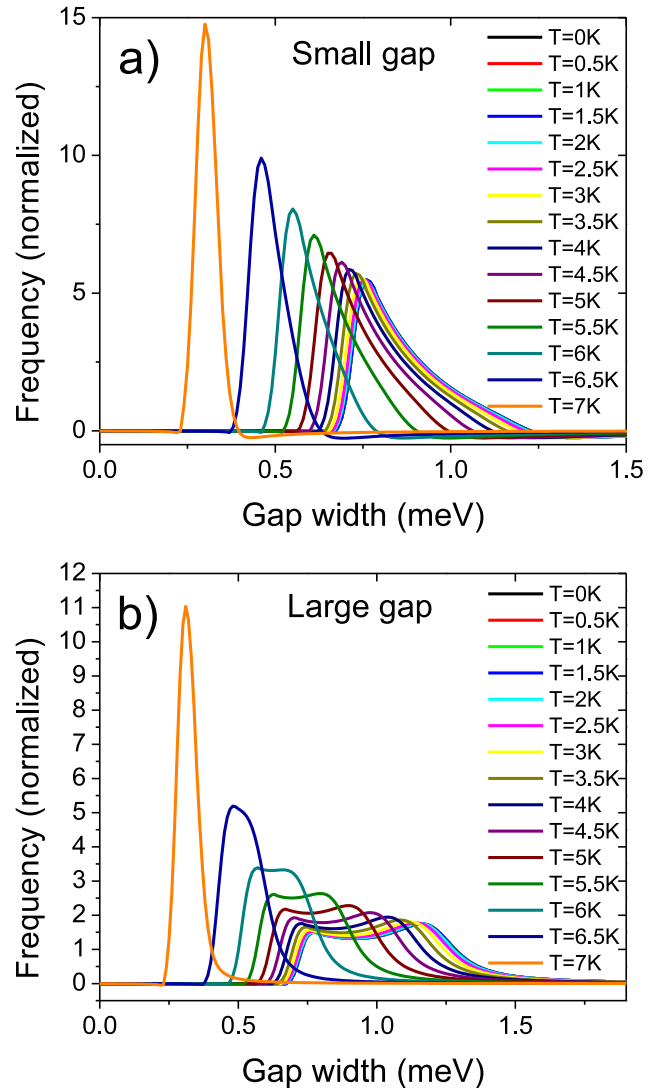 15
a)
Small gap
T=0K
T=0.5K
T=1K
T=1.5K
T=2K
T=2.5K
T=3K
T=3.5K
T=4K
T=4.5K
T=5K
T=5.5K
T=6K
T=6.5K
T=7K
10
5
0
Frequency (normalized)
0.0 0.5 1.0 1.5
Gap width (meV)
12
11
10
9
8
7
6
5
4
3
2
1
0
b)
Large gap
T=0K
T=0.5K
T=1K
T=1.5K
T=2K
T=2.5K
T=3K
T=3.5K
T=4K
T=4.5K
T=5K
T=5.5K
T=6K
T=6.5K
T=7K
Frequency (normalized)
0.0 0.5 1.0 1.5
Gap width (meV)